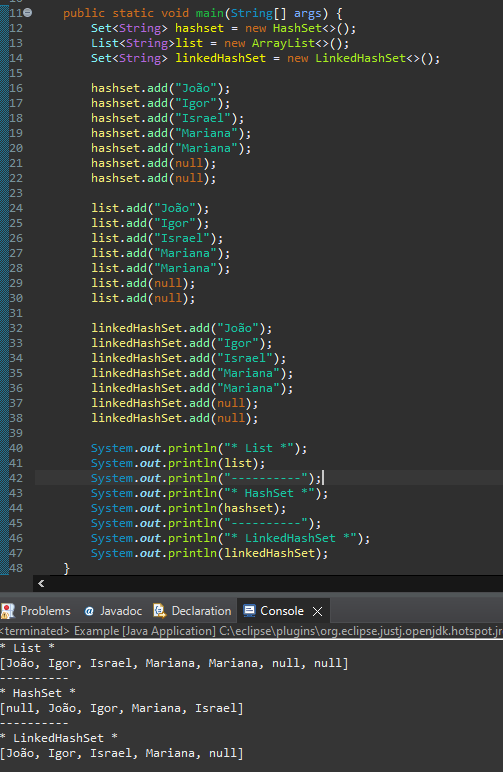 11 public static void main(String[] args) {
12 Set<String> hashset = new HashSet<>();
13 List<String>list = new ArrayList<>();
14 Set<String> linkedHashSet = new LinkedHashSet<>();
15
16 hashset.add("João");
17 hashset.add("Igor");
18 hashset.add("Israel");
19 hashset.add("Mariana");
20 hashset.add("Mariana");
21 hashset.add(null);
22 hashset.add(null);
23
24 list.add("João");
25 list.add("Igor");
26 list.add("Israel");
27 list.add("Mariana");
28 list.add("Mariana");
29 list.add(null);
30 list.add(null);
31
32 linkedHashSet.add("João");
33 linkedHashSet.add("Igor");
34 linkedHashSet.add("Israel");
35 linkedHashSet.add("Mariana");
36 linkedHashSet.add("Mariana");
37 linkedHashSet.add(null);
38 linkedHashSet.add(null);
39
40 System.out.println("* List *");
41 System.out.println(list);
42 System.out.println("----------");
43 System.out.println("* HashSet *");
44 System.out.println(hashset);
45 System.out.println("----------");
46 System.out.println("* LinkedHashSet *");
47 System.out.println(linkedHashSet);
48 }
Problems @ Javadoc Declaration Console
<terminated> Example [Java Application] C:\eclipse\plugins\org.eclipse.justj.openjdk.hotspot.jr
* List *
[João, Igor, Israel, Mariana, Mariana, null, null]
----------
* HashSet *
[null, João, Igor, Mariana, Israel]
----------
* LinkedHashSet *
[João, Igor, Israel, Mariana, null]